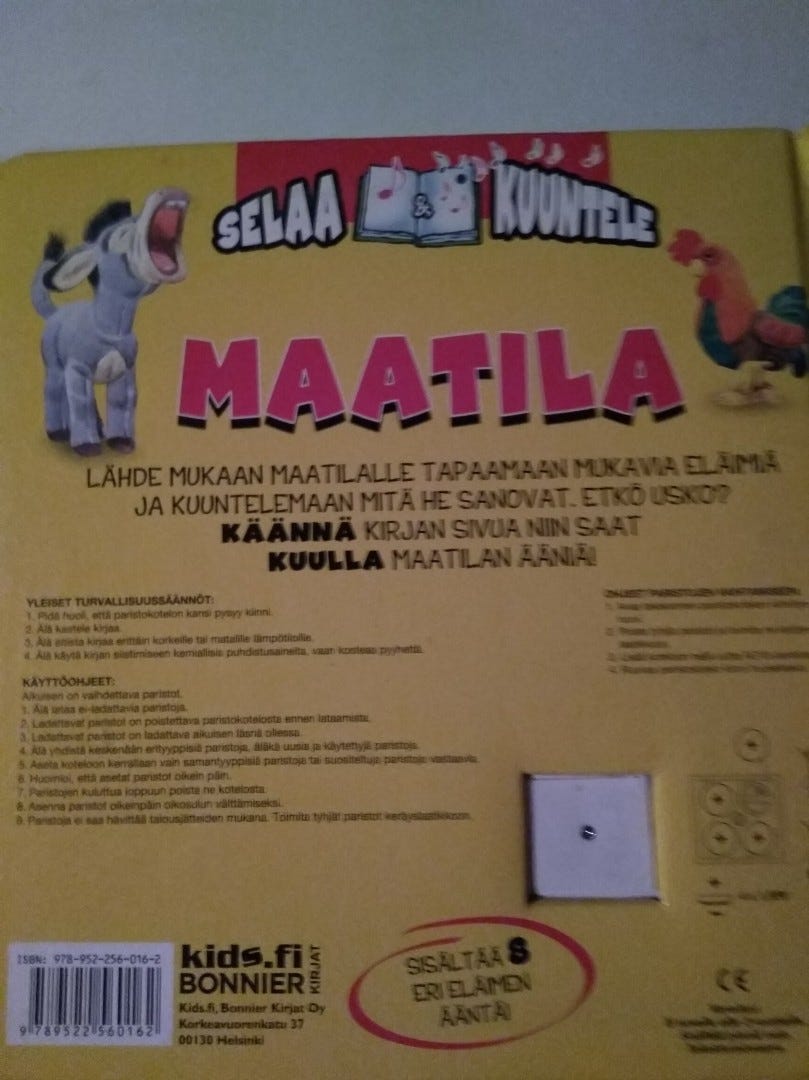 SELAA & KUUNTELE
MAATILA
LÄHDE MUKAAN MAATILALLE TAPAAMAAN MUKAVIA ELÄIMIÄ
JA KUUNTELEMAAN MITÄ HE SANOVAT. ETKÖ USKO?
KÄÄNNÄ KIRJAN SIVUA NIIN SAAT
KUULLA MAATILAN ÄÄNIÄ!
YLEISET TURVALLISUUSSÄÄNNÖT:
1. Pidä huoli, että paristokotelon kansi pysyy kiinni.
2. Älä kastele kirjaa.
3. Älä altista kirjaa erittäin korkeille tai matalille lämpötiloille.
4. Älä käytä kirjan siistimiseen kemiallisia puhdistusaineita, vaan kosteaa pyyhettä.
KÄYTTÖOHJEET:
Aikuisen on vaihdettava paristot.
1. Älä lataa ei-ladattavia paristoja.
2. Ladattavat paristot on poistettava paristokotelosta ennen lataamista.
3. Ladattavat paristot on ladattava aikuisen läsnä ollessa.
4. Älä yhdistä keskenään erityyppisiä paristoja, äläkä uusia ja käytettyjä paristoja.
5. Aseta koteloon kerrallaan vain samantyyppisiä paristoja tai suositeltuja paristoja vastaavia.
6. Huomioi, että asetat paristot oikein päin.
7. Paristojen kuluttua loppuun poista ne kotelosta.
8. Asenna paristot oikeinpäin oikosulun välttämiseksi.
9. Paristoja ei saa hävittää talousjätteiden mukana. Toimita tyhjät paristot keräyslaatikkoon.
OHJEET PARISTOJEN VAIHTAMISEEN:
ISBN: 978-952-256-016-2
9 789522 560162
kids.fi
BONNIER KIRJAT
Kids.fi, Bonnier Kirjat Oy
Korkeavuorenkatu 37
00130 Helsinki
SISÄLTÄÄ 8
ERI ELÄIMEN
ÄÄNTÄ!
CE